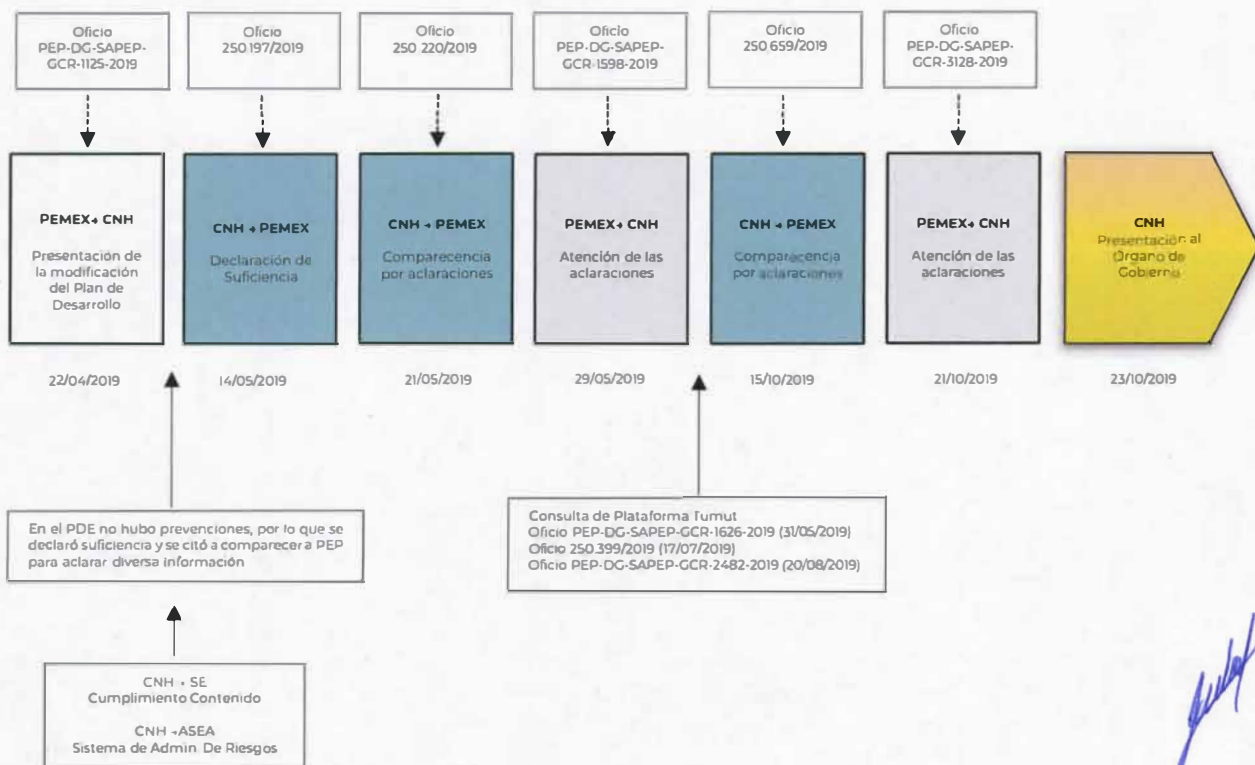 Oficio
PEP-DG-SAPEP-
GCR-1125-2019
Oficio
250.197/2019
Oficio
250 220/2019
Oficio
PEP-DG-SAPEP-
GCR-1598-2019
Oficio
250 659/2019
Oficio
PEP-DG-SAPEP-
GCR-3128-2019
PEMEX→ CNH
Presentación de
la modificación
del Plan de
Desarrollo
CNH → PEMEX
Declaración de
Suficiencia
CNH → PEMEX
Comparecencia
por aclaraciones
PEMEX→ CNH
Atención de las
aclaraciones
CNH → PEMEX
Comparecencia
por aclaraciones
PEMEX→ CNH
Atención de las
aclaraciones
CNH
Presentación al
Órgano de
Gobierno
22/04/2019
14/05/2019
21/05/2019
29/05/2019
15/10/2019
21/10/2019
23/10/2019
En el PDE no hubo prevenciones, por lo que se
declaró suficiencia y se citó a comparecer a PEP
para aclarar diversa información
Consulta de Plataforma Tumut
Oficio PEP-DG-SAPEP-GCR-1626-2019 (31/05/2019)
Oficio 250.399/2019 (17/07/2019)
Oficio PEP-DG-SAPEP-GCR-2482-2019 (20/08/2019)
CNH → SE
Cumplimiento Contenido
CNH →ASEA
Sistema de Admin. De Riesgos